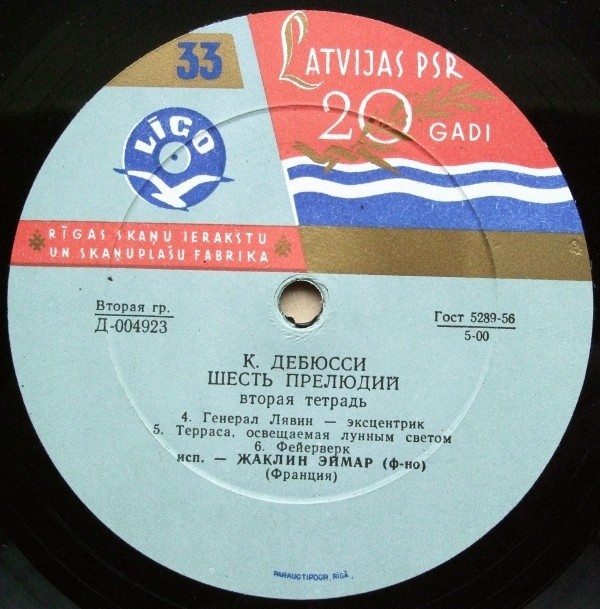 33
LATVIJAS PSR
20 GADI
LĪGO
RĪGAS SKAŅU IERAKSTU
UN SKAŅUPLAŠU FABRIKA
Вторая гр.
Д-004923
Гост 5289-56
5-00
К. ДЕБЮССИ
ШЕСТЬ ПРЕЛЮДИЙ
вторая тетрадь
4. Генерал Лявин — эксцентрик
5. Терраса, освещаемая лунным светом
6. Фейерверк
исп. — ЖАКЛИН ЭЙМАР (ф-но)
(Франция)
PARAUGTIPOGR. RĪGĀ.